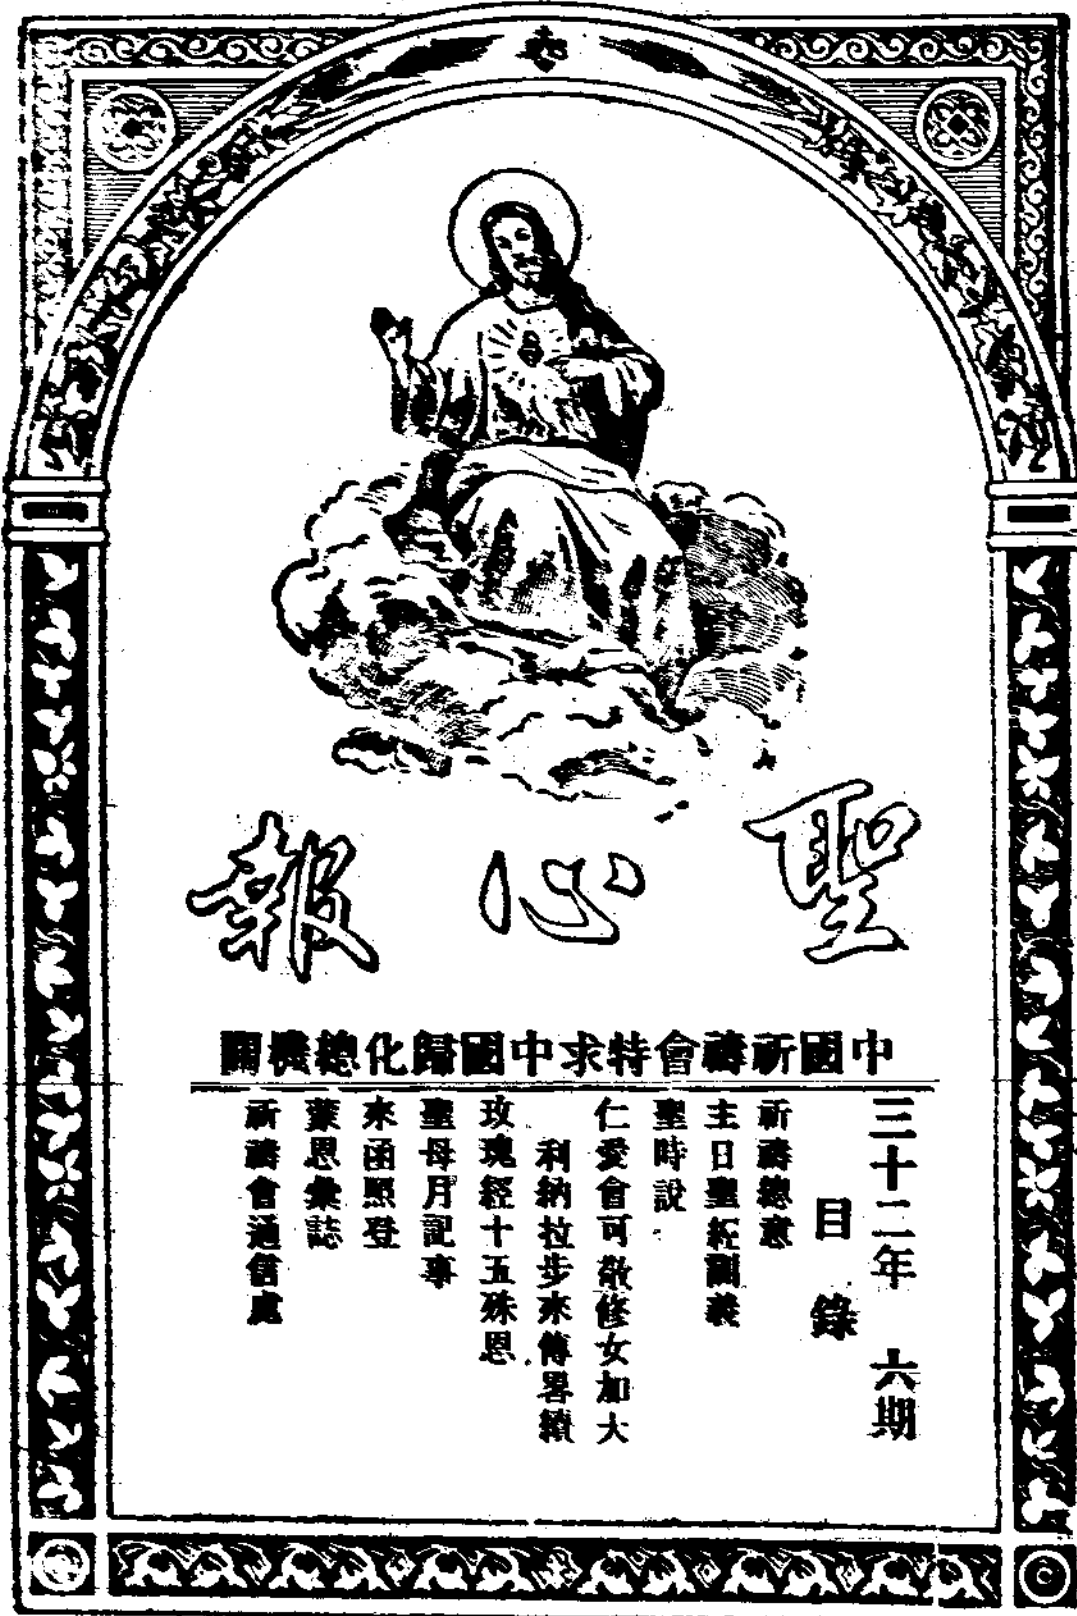 聖心報
中國祈禱會特求中國歸化總機關
三十二年 六期
目錄
祈禱總意
主日聖經闡義
聖時說
仁愛會可敬修女加大
利納拉步來傳畧續
玫瑰經十五殊恩
聖母月記事
來函照登
蒙恩彙誌
祈禱會通信處